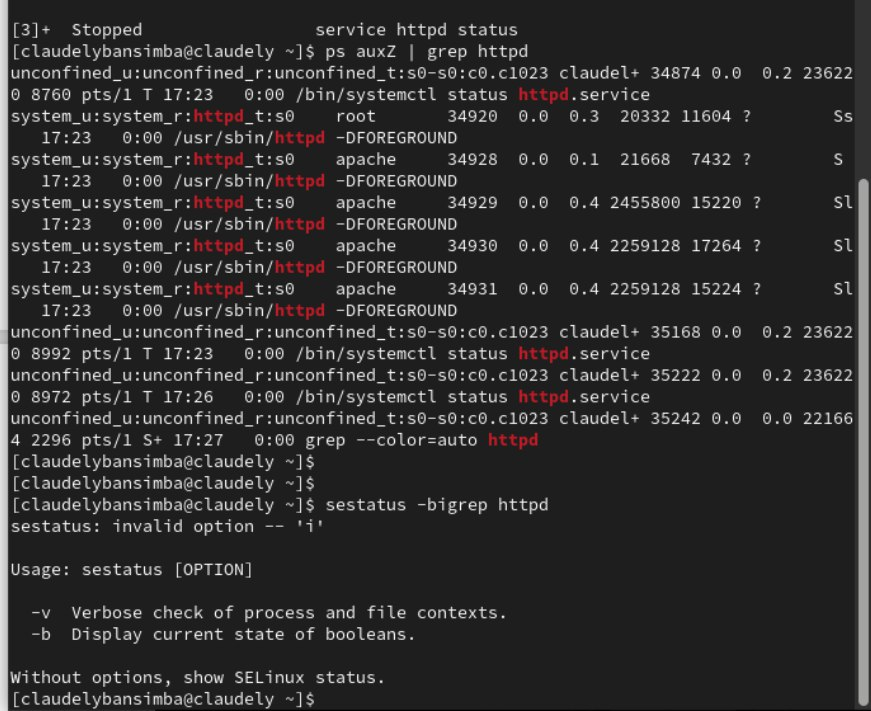 [3]+  Stopped                 service httpd status
[claudelybansimba@claudely ~]$ ps auxZ | grep httpd
unconfined_u:unconfined_r:unconfined_t:s0-s0:c0.c1023 claudel+ 34874 0.0  0.2 23622
0 8760 pts/1 T 17:23   0:00 /bin/systemctl status httpd.service
system_u:system_r:httpd_t:s0    root       34920  0.0  0.3  20332 11604 ?        Ss
   17:23   0:00 /usr/sbin/httpd -DFOREGROUND
system_u:system_r:httpd_t:s0    apache     34928  0.0  0.1  21668  7432 ?        S
   17:23   0:00 /usr/sbin/httpd -DFOREGROUND
system_u:system_r:httpd_t:s0    apache     34929  0.0  0.4 2455800 15220 ?       Sl
   17:23   0:00 /usr/sbin/httpd -DFOREGROUND
system_u:system_r:httpd_t:s0    apache     34930  0.0  0.4 2259128 17264 ?       Sl
   17:23   0:00 /usr/sbin/httpd -DFOREGROUND
system_u:system_r:httpd_t:s0    apache     34931  0.0  0.4 2259128 15224 ?       Sl
   17:23   0:00 /usr/sbin/httpd -DFOREGROUND
unconfined_u:unconfined_r:unconfined_t:s0-s0:c0.c1023 claudel+ 35168 0.0  0.2 23622
0 8992 pts/1 T 17:23   0:00 /bin/systemctl status httpd.service
unconfined_u:unconfined_r:unconfined_t:s0-s0:c0.c1023 claudel+ 35222 0.0  0.2 23622
0 8972 pts/1 T 17:26   0:00 /bin/systemctl status httpd.service
unconfined_u:unconfined_r:unconfined_t:s0-s0:c0.c1023 claudel+ 35242 0.0  0.0 22166
4 2296 pts/1 S+ 17:27   0:00 grep --color=auto httpd
[claudelybansimba@claudely ~]$
[claudelybansimba@claudely ~]$
[claudelybansimba@claudely ~]$ sestatus -bigrep httpd
sestatus: invalid option -- 'i'

Usage: sestatus [OPTION]

  -v  Verbose check of process and file contexts.
  -b  Display current state of booleans.

Without options, show SELinux status.
[claudelybansimba@claudely ~]$